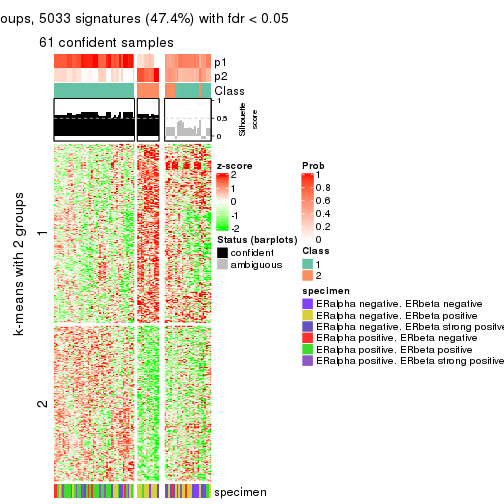 oups, 5033 signatures (47.4%) with fdr < 0.05
61 confident samples
p1
p2
Class
1
0.5
0
Silhouette
score
k-means with 2 groups
1
2
z-score
2
1
0
-1
-2
Status (barplots)
confident
ambiguous
Prob
1
0.8
0.6
0.4
0.2
0
Class
1
2
specimen
ERalpha negative. ERbeta negative
ERalpha negative. ERbeta positive
ERalpha negative. ERbeta strong positive
ERalpha positive. ERbeta negative
ERalpha positive. ERbeta positive
ERalpha positive. ERbeta strong positive
specimen